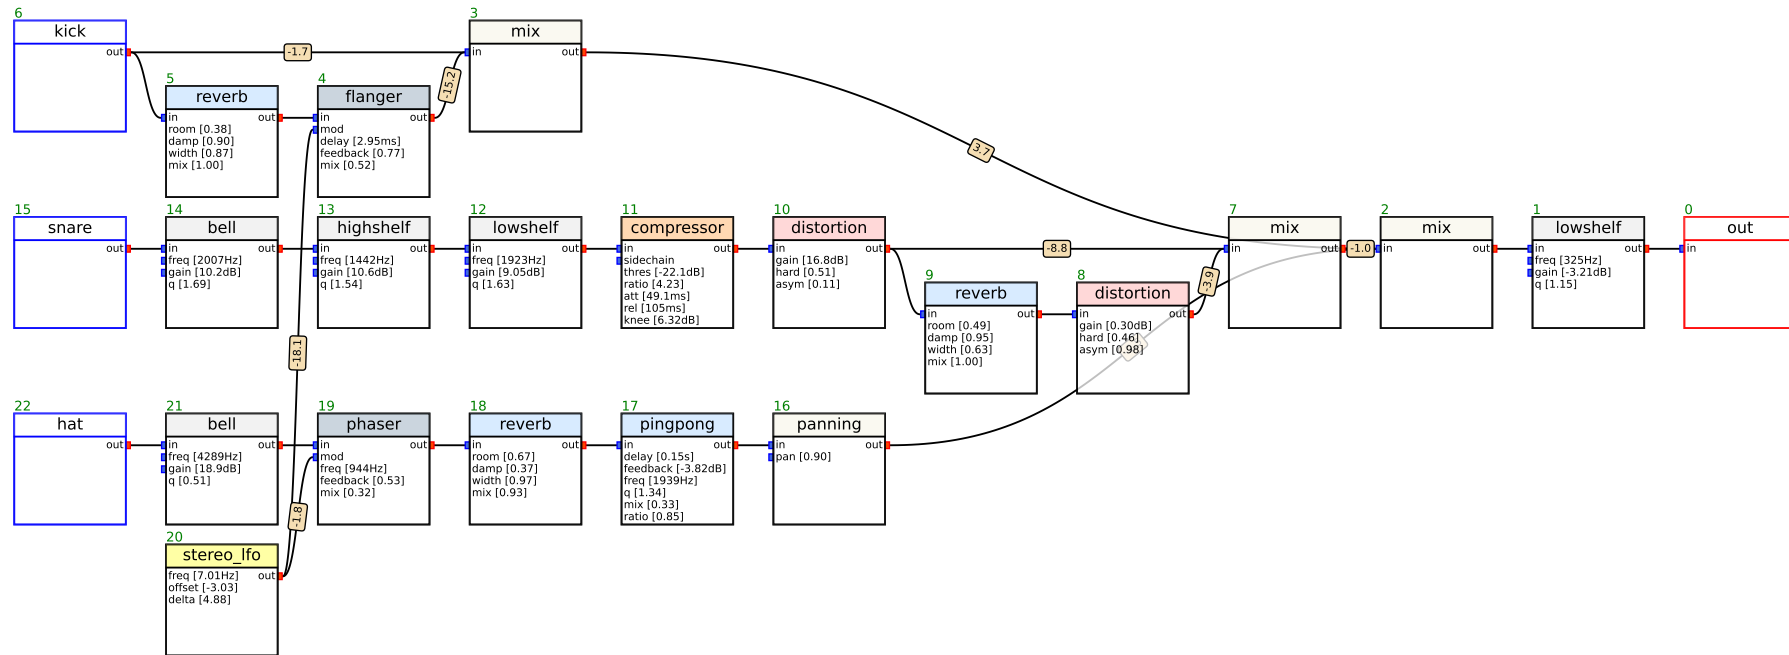 6
kick
out
-1.7
3
mix
in out
-15.2
3.7
5
reverb
in out
room [0.38]
damp [0.90]
width [0.87]
mix [1.00]
4
flanger
in out
mod
delay [2.95ms]
feedback [0.77]
mix [0.52]
15
snare
out
14
bell
in out
freq [2007Hz]
gain [10.2dB]
q [1.69]
13
highshelf
in out
freq [1442Hz]
gain [10.6dB]
q [1.54]
12
lowshelf
in out
freq [1923Hz]
gain [9.05dB]
q [1.63]
11
compressor
in out
sidechain
thres [-22.1dB]
ratio [4.23]
att [49.1ms]
rel [105ms]
knee [6.32dB]
10
distortion
in out
gain [16.8dB]
hard [0.51]
asym [0.11]
-8.8
9
reverb
in out
room [0.49]
damp [0.95]
width [0.63]
mix [1.00]
8
distortion
in out
gain [0.30dB]
hard [0.46]
asym [0.98]
-3.9
7
mix
in out
-1.0
2
mix
in out
1
lowshelf
in out
freq [325Hz]
gain [-3.21dB]
q [1.15]
0
out
in
-18.1
22
hat
out
21
bell
in out
freq [4289Hz]
gain [18.9dB]
q [0.51]
19
phaser
in out
mod
freq [944Hz]
feedback [0.53]
mix [0.32]
18
reverb
in out
room [0.67]
damp [0.37]
width [0.97]
mix [0.93]
17
pingpong
in out
delay [0.15s]
feedback [-3.82dB]
freq [1939Hz]
q [1.34]
mix [0.33]
ratio [0.85]
16
panning
in out
pan [0.90]
-1.8
20
stereo_lfo
freq [7.01Hz] out
offset [-3.03]
delta [4.88]